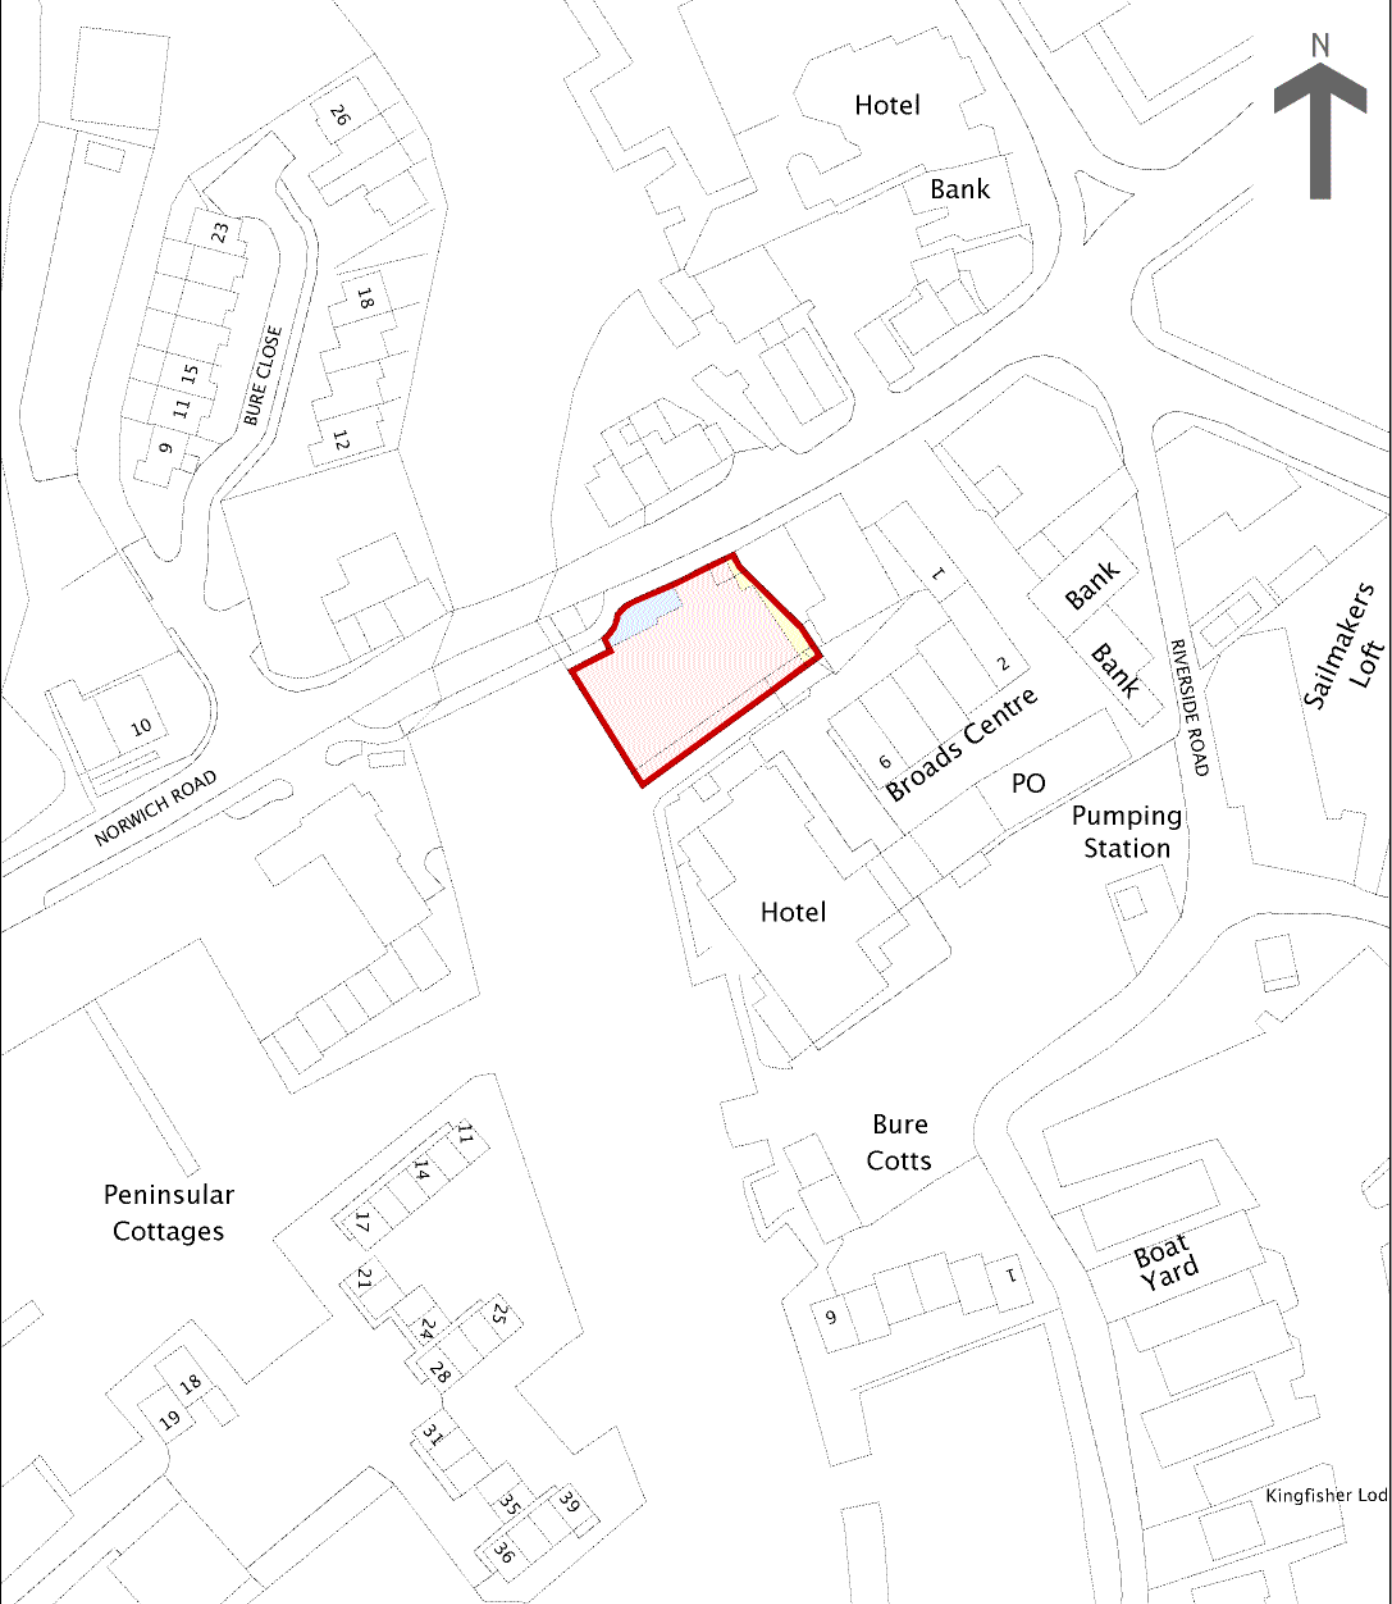 N
Hotel
26
Bank
23
18
BURE CLOSE
15
11
12
9
1
Bank
Bank
2
Sailmakers
Loft
RIVERSIDE ROAD
10
NORWICH ROAD
6
Broads Centre
PO
Pumping
Station
Hotel
Bure
Cotts
11
14
17
Peninsular
Cottages
21
24
25
28
Boat
Yard
1
6
18
19
31
35
39
36
Kingfisher Lod